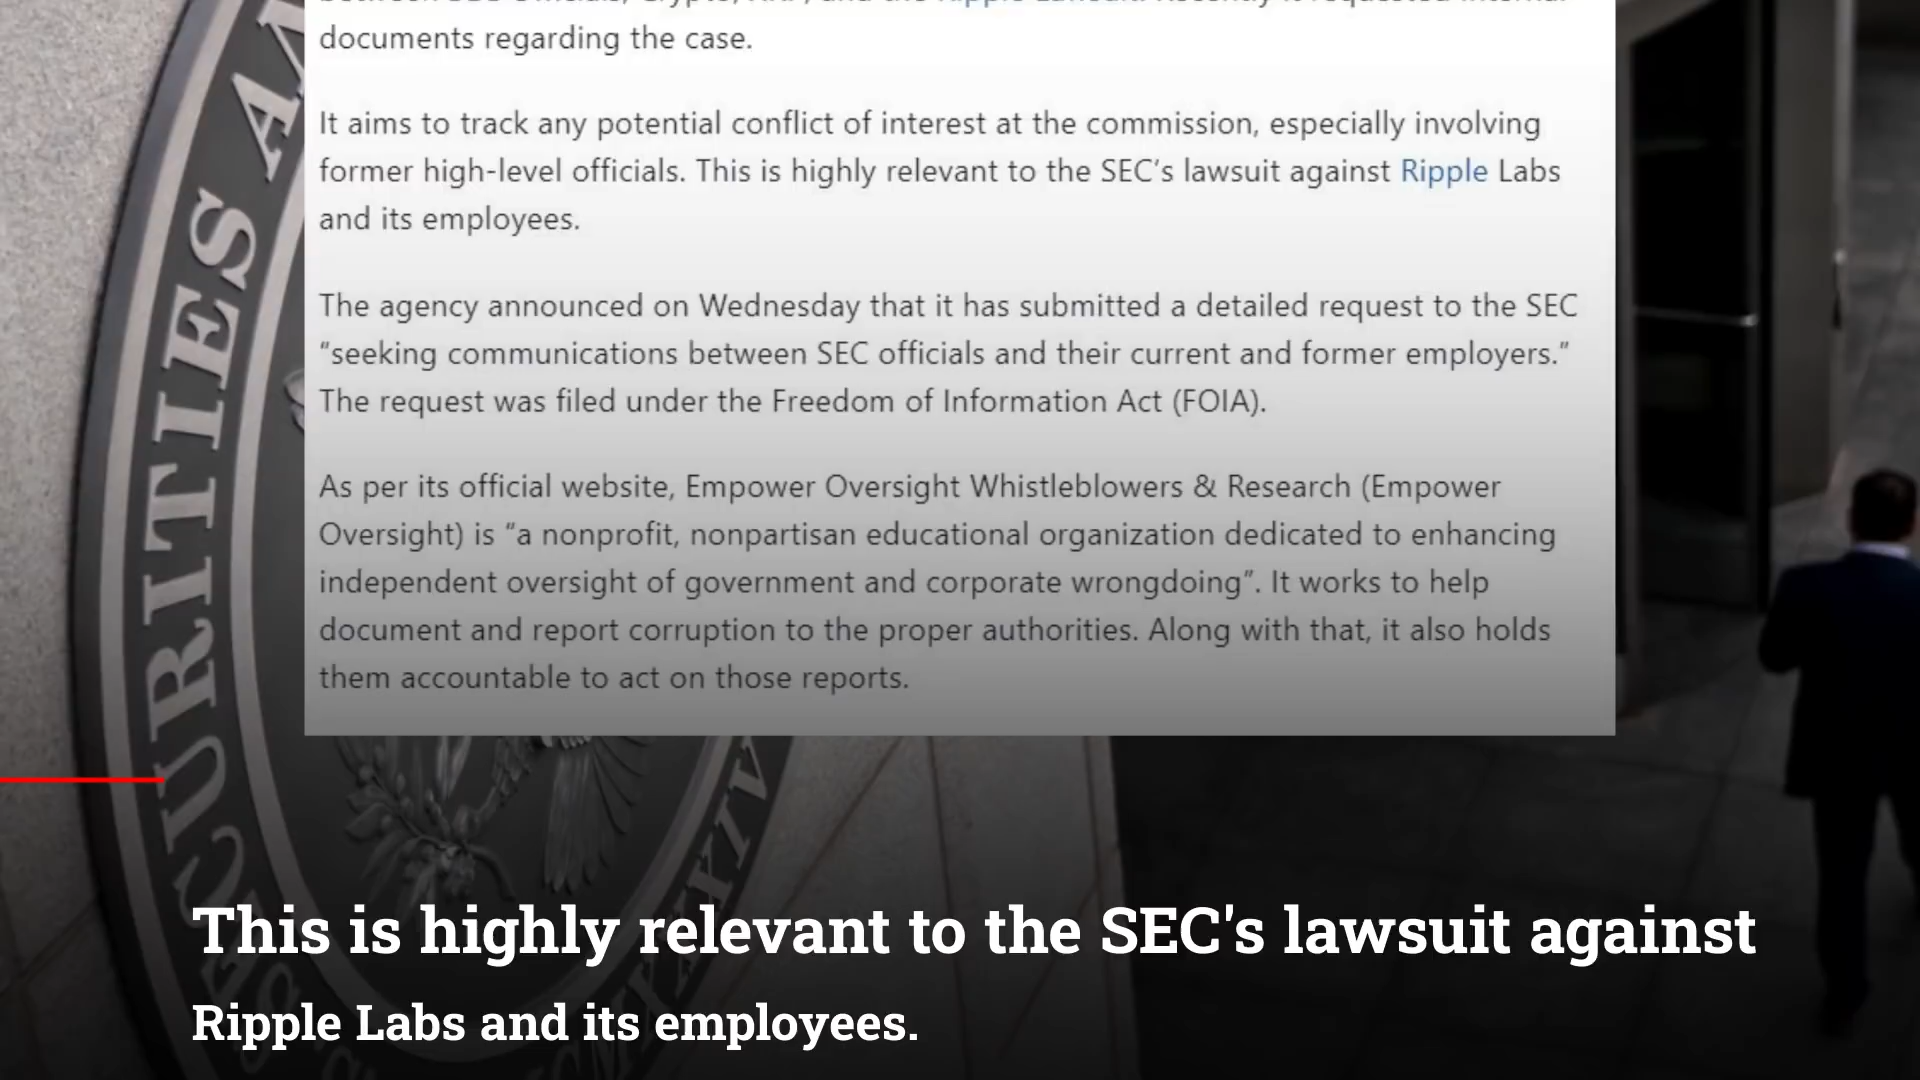 documents regarding the case.
It aims to track any potential conflict of interest at the commission, especially involving
former high-level officials. This is highly relevant to the SEC’s lawsuit against Ripple Labs
and its employees.
The agency announced on Wednesday that it has submitted a detailed request to the SEC
“seeking communications between SEC officials and their current and former employers.”
The request was filed under the Freedom of Information Act (FOIA).
As per its official website, Empower Oversight Whistleblowers & Research (Empower
Oversight) is “a nonprofit, nonpartisan educational organization dedicated to enhancing
independent oversight of government and corporate wrongdoing”. It works to help
document and report corruption to the proper authorities. Along with that, it also holds
them accountable to act on those reports.
This is highly relevant to the SEC's lawsuit against
Ripple Labs and its employees.